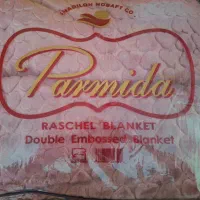 Parmida
RASCHEL BLANKET
Double Embossed Blanket